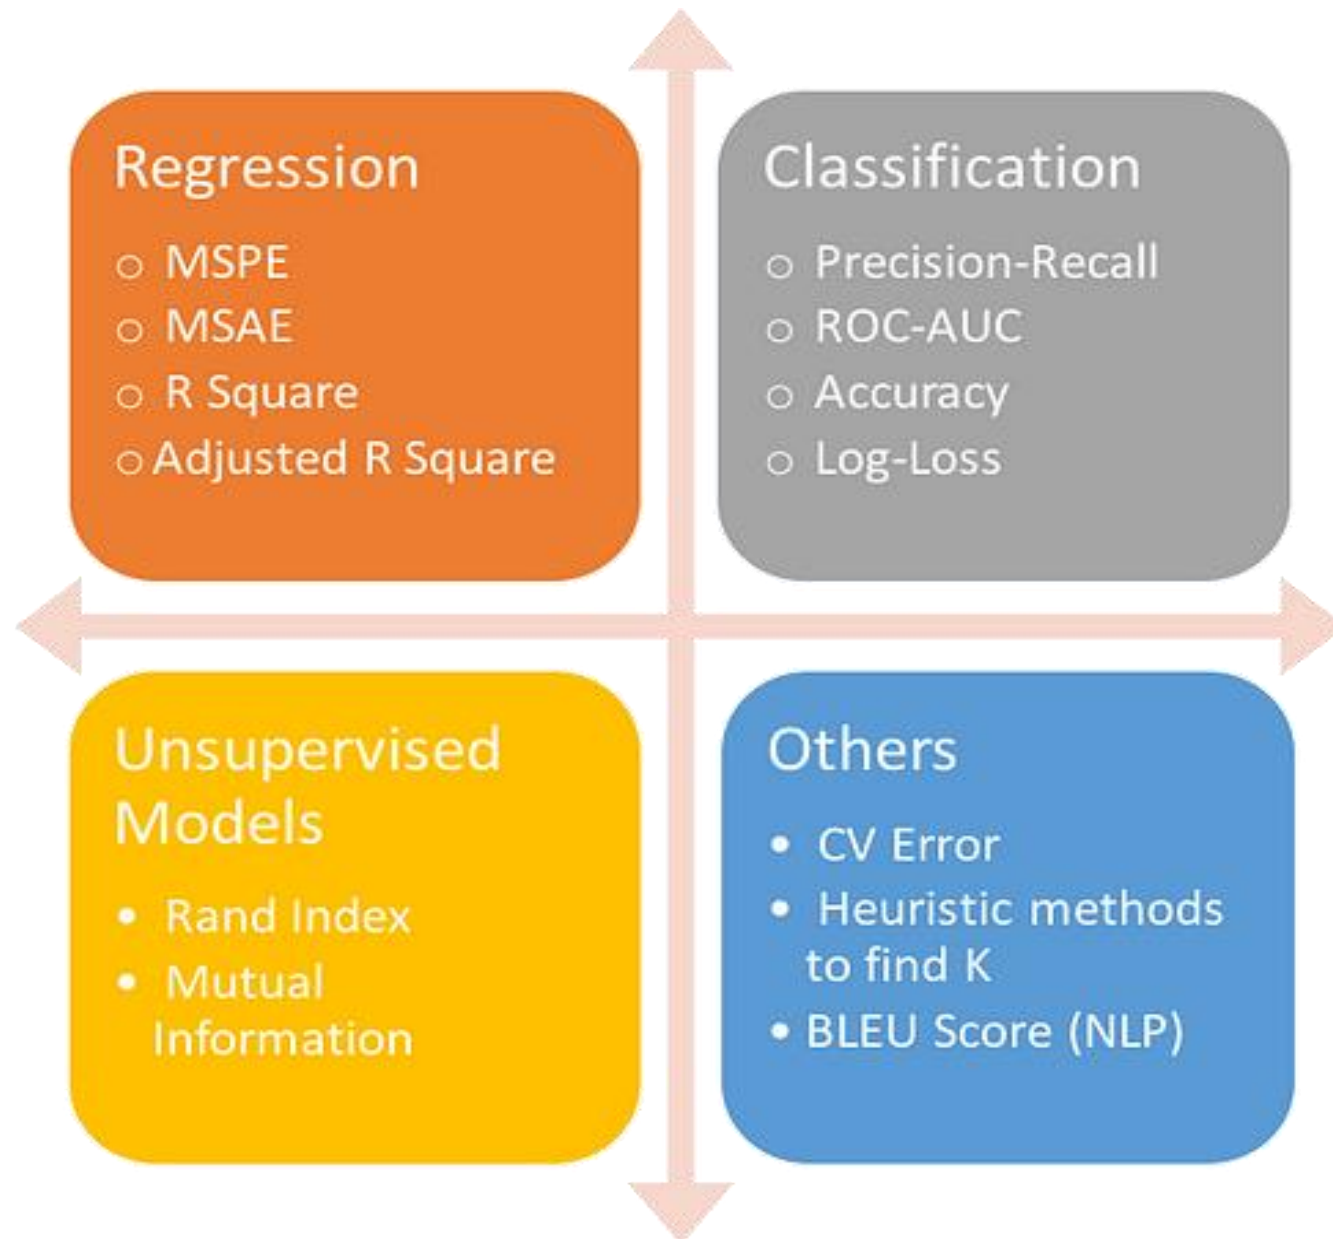 Regression
○ MSPE
○ MSAE
○ R Square
○ Adjusted R Square
Classification
○ Precision-Recall
○ ROC-AUC
○ Accuracy
○ Log-Loss
Unsupervised
Models
• Rand Index
• Mutual
Information
Others
• CV Error
• Heuristic methods
to find K
• BLEU Score (NLP)